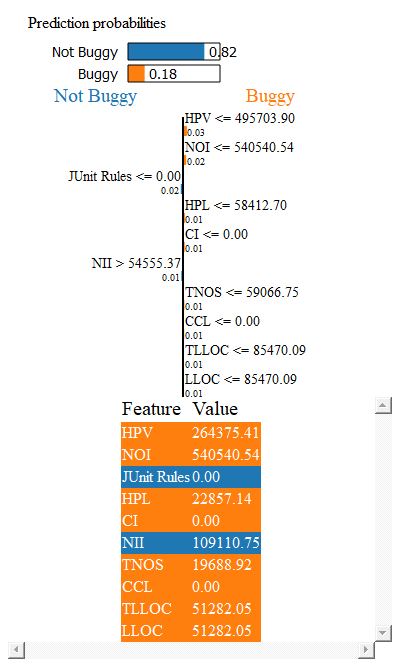 Prediction probabilities
Not Buggy 0.82
Buggy 0.18
Not Buggy Buggy
HPV <= 495703.90
0.03
NOI <= 540540.54
0.02
JUnit Rules <= 0.00
0.02
HPL <= 58412.70
0.01
CI <= 0.00
0.01
NII > 54555.37
0.01
TNOS <= 59066.75
0.01
CCL <= 0.00
0.01
TLLOC <= 85470.09
0.01
LLOC <= 85470.09
0.01
Feature Value
HPV 264375.41
NOI 540540.54
JUnit Rules 0.00
HPL 22857.14
CI 0.00
NII 109110.75
TNOS 19688.92
CCL 0.00
TLLOC 51282.05
LLOC 51282.05